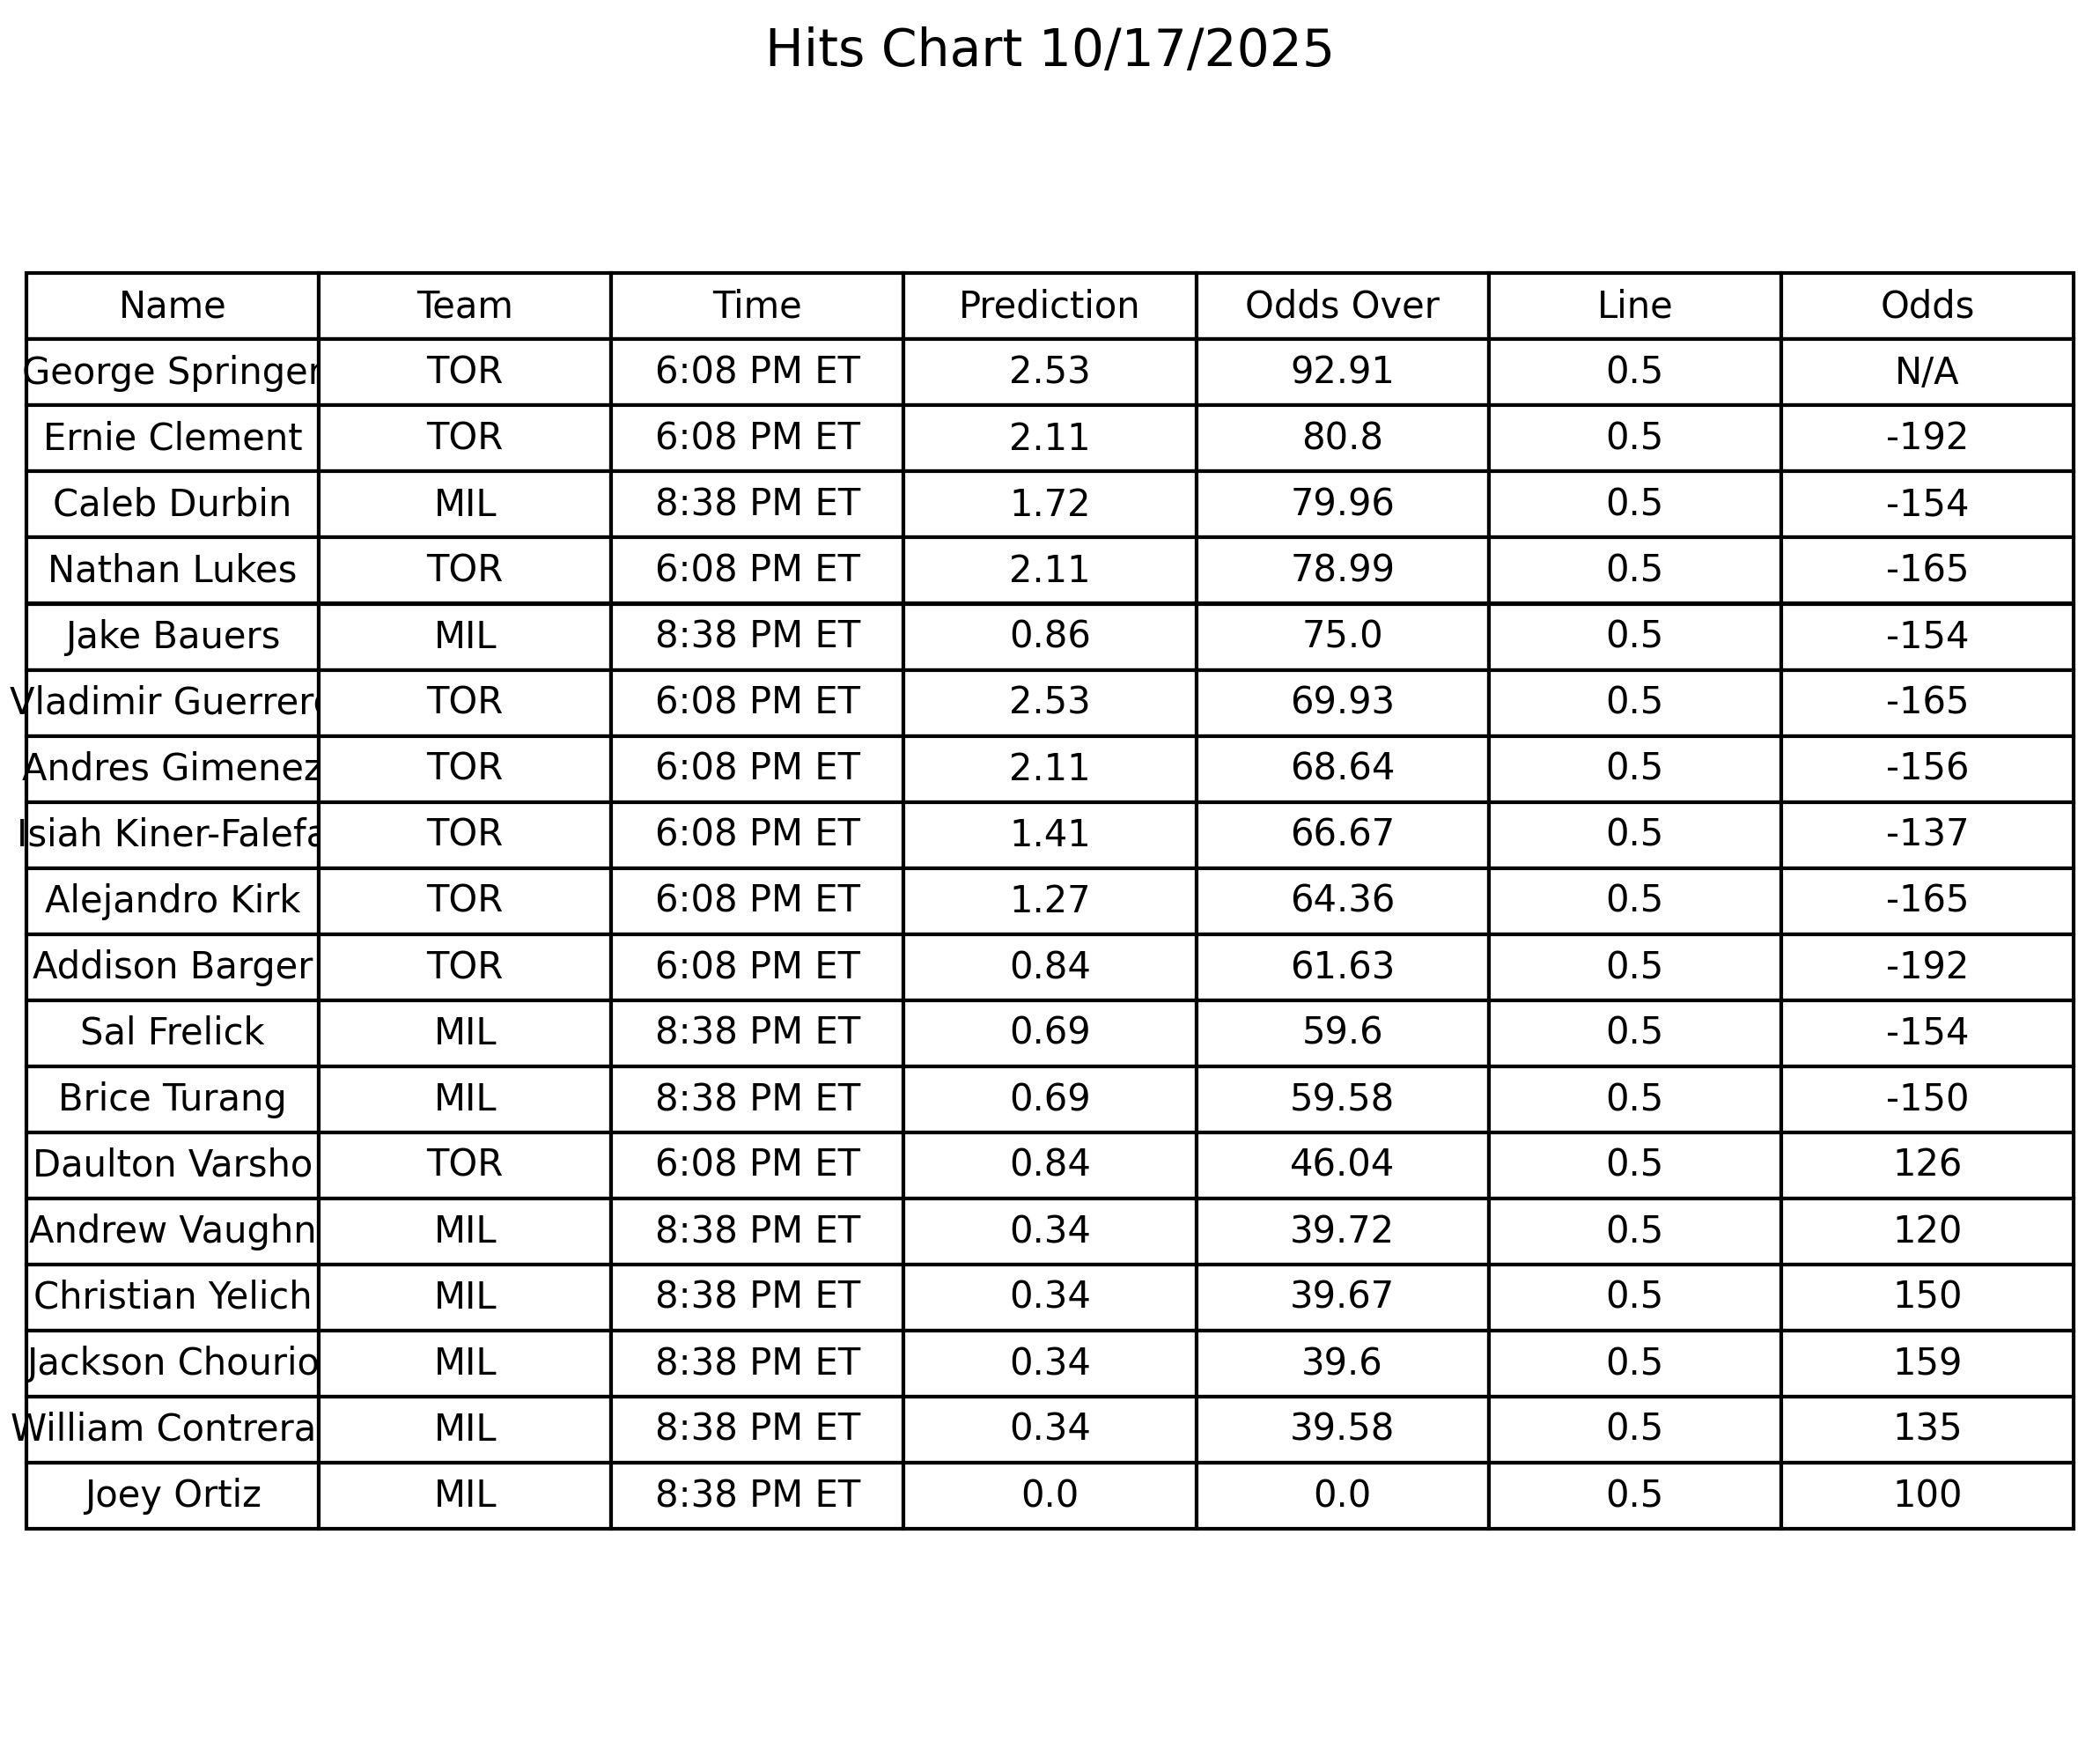 Hits Chart 10/17/2025
Name Team Time Prediction Odds Over Line Odds
George Springer TOR 6:08 PM ET 2.53 92.91 0.5 N/A
Ernie Clement TOR 6:08 PM ET 2.11 80.8 0.5 -192
Caleb Durbin MIL 8:38 PM ET 1.72 79.96 0.5 -154
Nathan Lukes TOR 6:08 PM ET 2.11 78.99 0.5 -165
Jake Bauers MIL 8:38 PM ET 0.86 75.0 0.5 -154
Vladimir Guerrero TOR 6:08 PM ET 2.53 69.93 0.5 -165
Andres Gimenez TOR 6:08 PM ET 2.11 68.64 0.5 -156
Isiah Kiner-Falefa TOR 6:08 PM ET 1.41 66.67 0.5 -137
Alejandro Kirk TOR 6:08 PM ET 1.27 64.36 0.5 -165
Addison Barger TOR 6:08 PM ET 0.84 61.63 0.5 -192
Sal Frelick MIL 8:38 PM ET 0.69 59.6 0.5 -154
Brice Turang MIL 8:38 PM ET 0.69 59.58 0.5 -150
Daulton Varsho TOR 6:08 PM ET 0.84 46.04 0.5 126
Andrew Vaughn MIL 8:38 PM ET 0.34 39.72 0.5 120
Christian Yelich MIL 8:38 PM ET 0.34 39.67 0.5 150
Jackson Chourio MIL 8:38 PM ET 0.34 39.6 0.5 159
William Contrera MIL 8:38 PM ET 0.34 39.58 0.5 135
Joey Ortiz MIL 8:38 PM ET 0.0 0.0 0.5 100